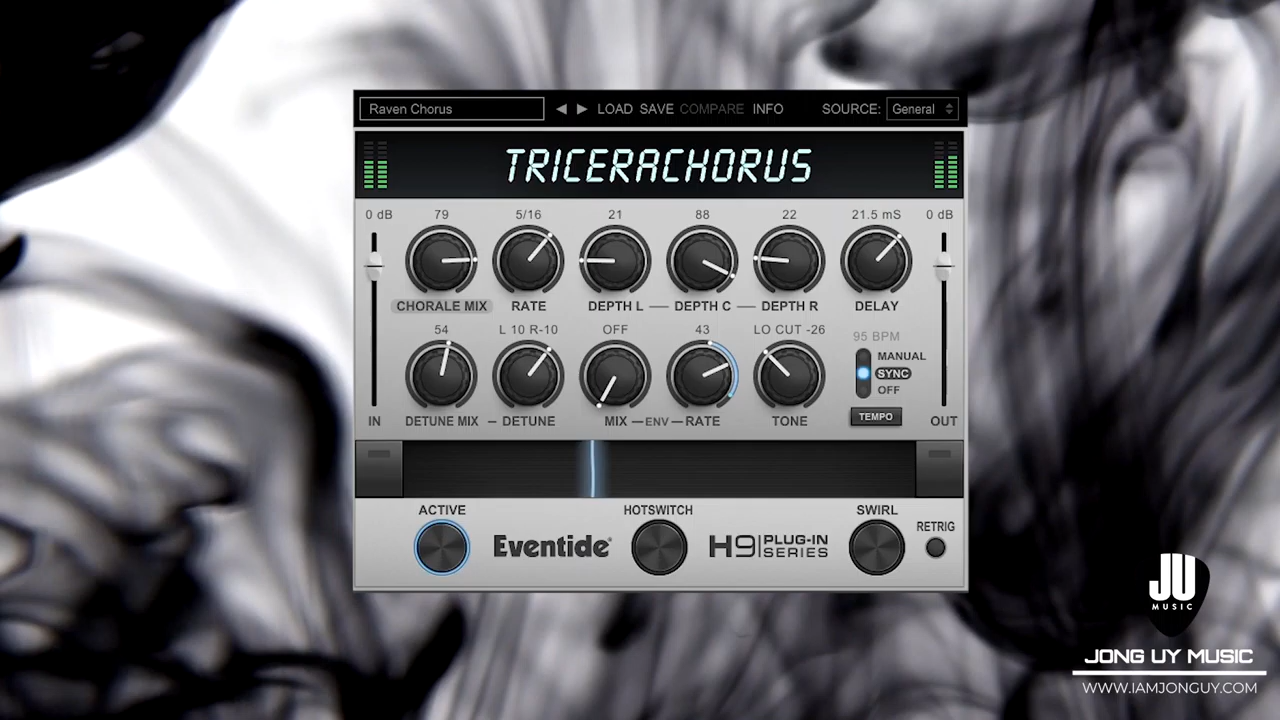 Raven Chorus ◀ ▶ LOAD SAVE COMPARE INFO SOURCE: General
TRICERACHORUS
0 dB 79 5/16 21 88 22 21.5 mS 0 dB
CHORALE MIX RATE DEPTH L — DEPTH C — DEPTH R DELAY
54 L 10 R-10 OFF 43 LO CUT -26 95 BPM
MANUAL
SYNC
OFF
TEMPO
IN DETUNE MIX – DETUNE MIX — ENV — RATE TONE OUT
ACTIVE HOTSWITCH SWIRL
RETRIG
Eventide® H9 PLUG-IN SERIES
JU
MUSIC
JONG UY MUSIC
WWW.IAMJONGUY.COM